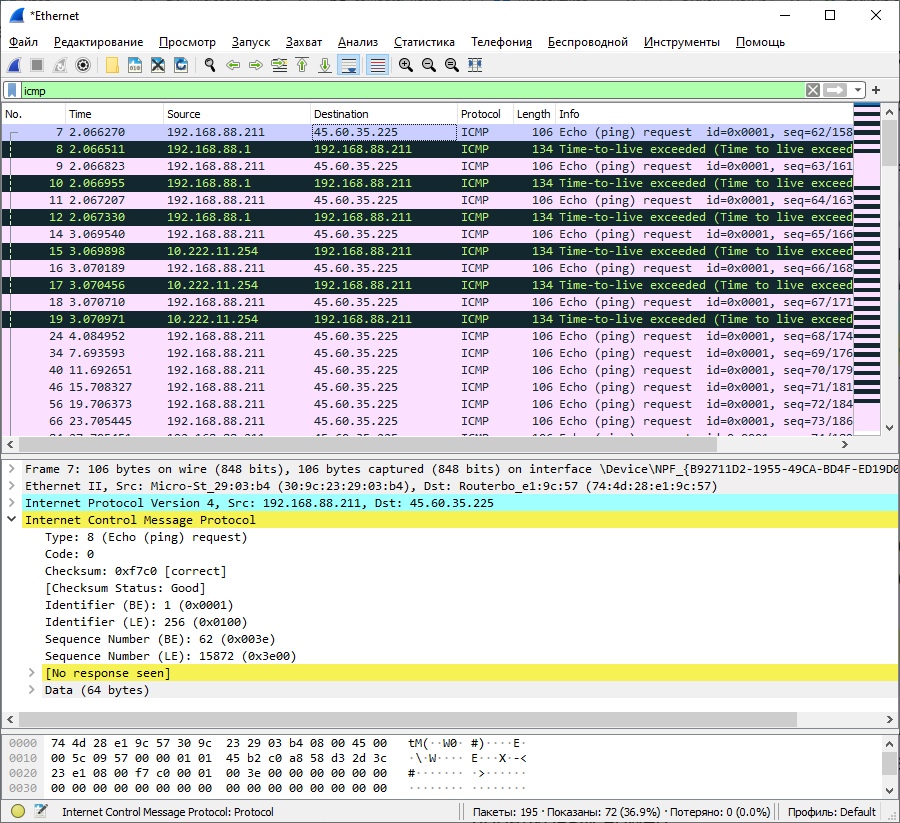 *Ethernet
Файл Редактирование Просмотр Запуск Захват Анализ Статистика Телефония Беспроводной Инструменты Помощь
icmp
No. Time Source Destination Protocol Length Info
7 2.066270 192.168.88.211 45.60.35.225 ICMP 106 Echo (ping) request id=0x0001, seq=62/158
8 2.066511 192.168.88.1 192.168.88.211 ICMP 134 Time-to-live exceeded (Time to live exceed
9 2.066823 192.168.88.211 45.60.35.225 ICMP 106 Echo (ping) request id=0x0001, seq=63/161
10 2.066955 192.168.88.1 192.168.88.211 ICMP 134 Time-to-live exceeded (Time to live exceed
11 2.067207 192.168.88.211 45.60.35.225 ICMP 106 Echo (ping) request id=0x0001, seq=64/163
12 2.067330 192.168.88.1 192.168.88.211 ICMP 134 Time-to-live exceeded (Time to live exceed
14 3.069540 192.168.88.211 45.60.35.225 ICMP 106 Echo (ping) request id=0x0001, seq=65/166
15 3.069898 10.222.11.254 192.168.88.211 ICMP 134 Time-to-live exceeded (Time to live exceed
16 3.070189 192.168.88.211 45.60.35.225 ICMP 106 Echo (ping) request id=0x0001, seq=66/168
17 3.070456 10.222.11.254 192.168.88.211 ICMP 134 Time-to-live exceeded (Time to live exceed
18 3.070710 192.168.88.211 45.60.35.225 ICMP 106 Echo (ping) request id=0x0001, seq=67/171
19 3.070971 10.222.11.254 192.168.88.211 ICMP 134 Time-to-live exceeded (Time to live exceed
24 4.084952 192.168.88.211 45.60.35.225 ICMP 106 Echo (ping) request id=0x0001, seq=68/174
34 7.693593 192.168.88.211 45.60.35.225 ICMP 106 Echo (ping) request id=0x0001, seq=69/176
40 11.692651 192.168.88.211 45.60.35.225 ICMP 106 Echo (ping) request id=0x0001, seq=70/179
46 15.708327 192.168.88.211 45.60.35.225 ICMP 106 Echo (ping) request id=0x0001, seq=71/181
56 19.706373 192.168.88.211 45.60.35.225 ICMP 106 Echo (ping) request id=0x0001, seq=72/184
66 23.705445 192.168.88.211 45.60.35.225 ICMP 106 Echo (ping) request id=0x0001, seq=73/186
Frame 7: 106 bytes on wire (848 bits), 106 bytes captured (848 bits) on interface \Device\NPF_{B92711D2-1955-49CA-BD4F-ED19D0
Ethernet II, Src: Micro-St_29:03:b4 (30:9c:23:29:03:b4), Dst: Routerbo_e1:9c:57 (74:4d:28:e1:9c:57)
Internet Protocol Version 4, Src: 192.168.88.211, Dst: 45.60.35.225
Internet Control Message Protocol
Type: 8 (Echo (ping) request)
Code: 0
Checksum: 0xf7c0 [correct]
[Checksum Status: Good]
Identifier (BE): 1 (0x0001)
Identifier (LE): 256 (0x0100)
Sequence Number (BE): 62 (0x003e)
Sequence Number (LE): 15872 (0x3e00)
[No response seen]
Data (64 bytes)
0000 74 4d 28 e1 9c 57 30 9c 23 29 03 b4 08 00 45 00 tM(··W0· #)····E·
0010 00 5c 09 57 00 00 01 01 45 b2 c0 a8 58 d3 2d 3c ·\·W···· E···X·-<
0020 23 e1 08 00 f7 c0 00 01 00 3e 00 00 00 00 00 00 #······· ·>······
0030 00 00 00 00 00 00 00 00 00 00 00 00 00 00 00 00 ········ ········
Internet Control Message Protocol: Protocol
Пакеты: 195 · Показаны: 72 (36.9%) · Потеряно: 0 (0.0%)
Профиль: Default